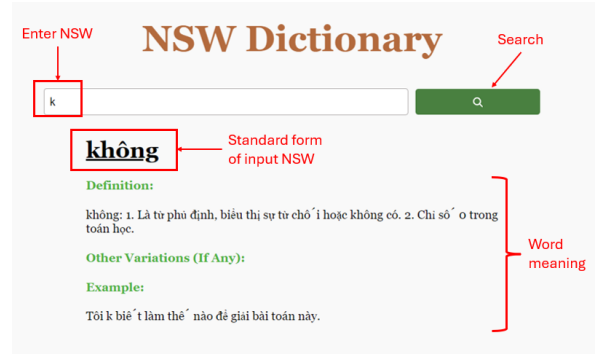 Enter NSW
NSW Dictionary
Search
k
không
Standard form
of input NSW
Definition:
không: 1. Là từ phủ định, biểu thị sự từ chối hoặc không có. 2. Chỉ số 0 trong
toán học.
Other Variations (If Any):
Word
meaning
Example:
Tôi k biết làm thế nào để giải bài toán này.